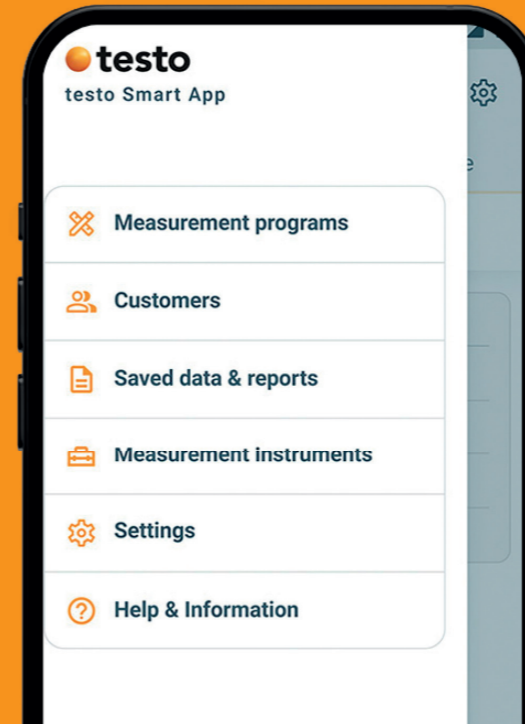 testo
testo Smart App
e
Measurement programs
Customers
Saved data & reports
Measurement instruments
Settings
Help & Information